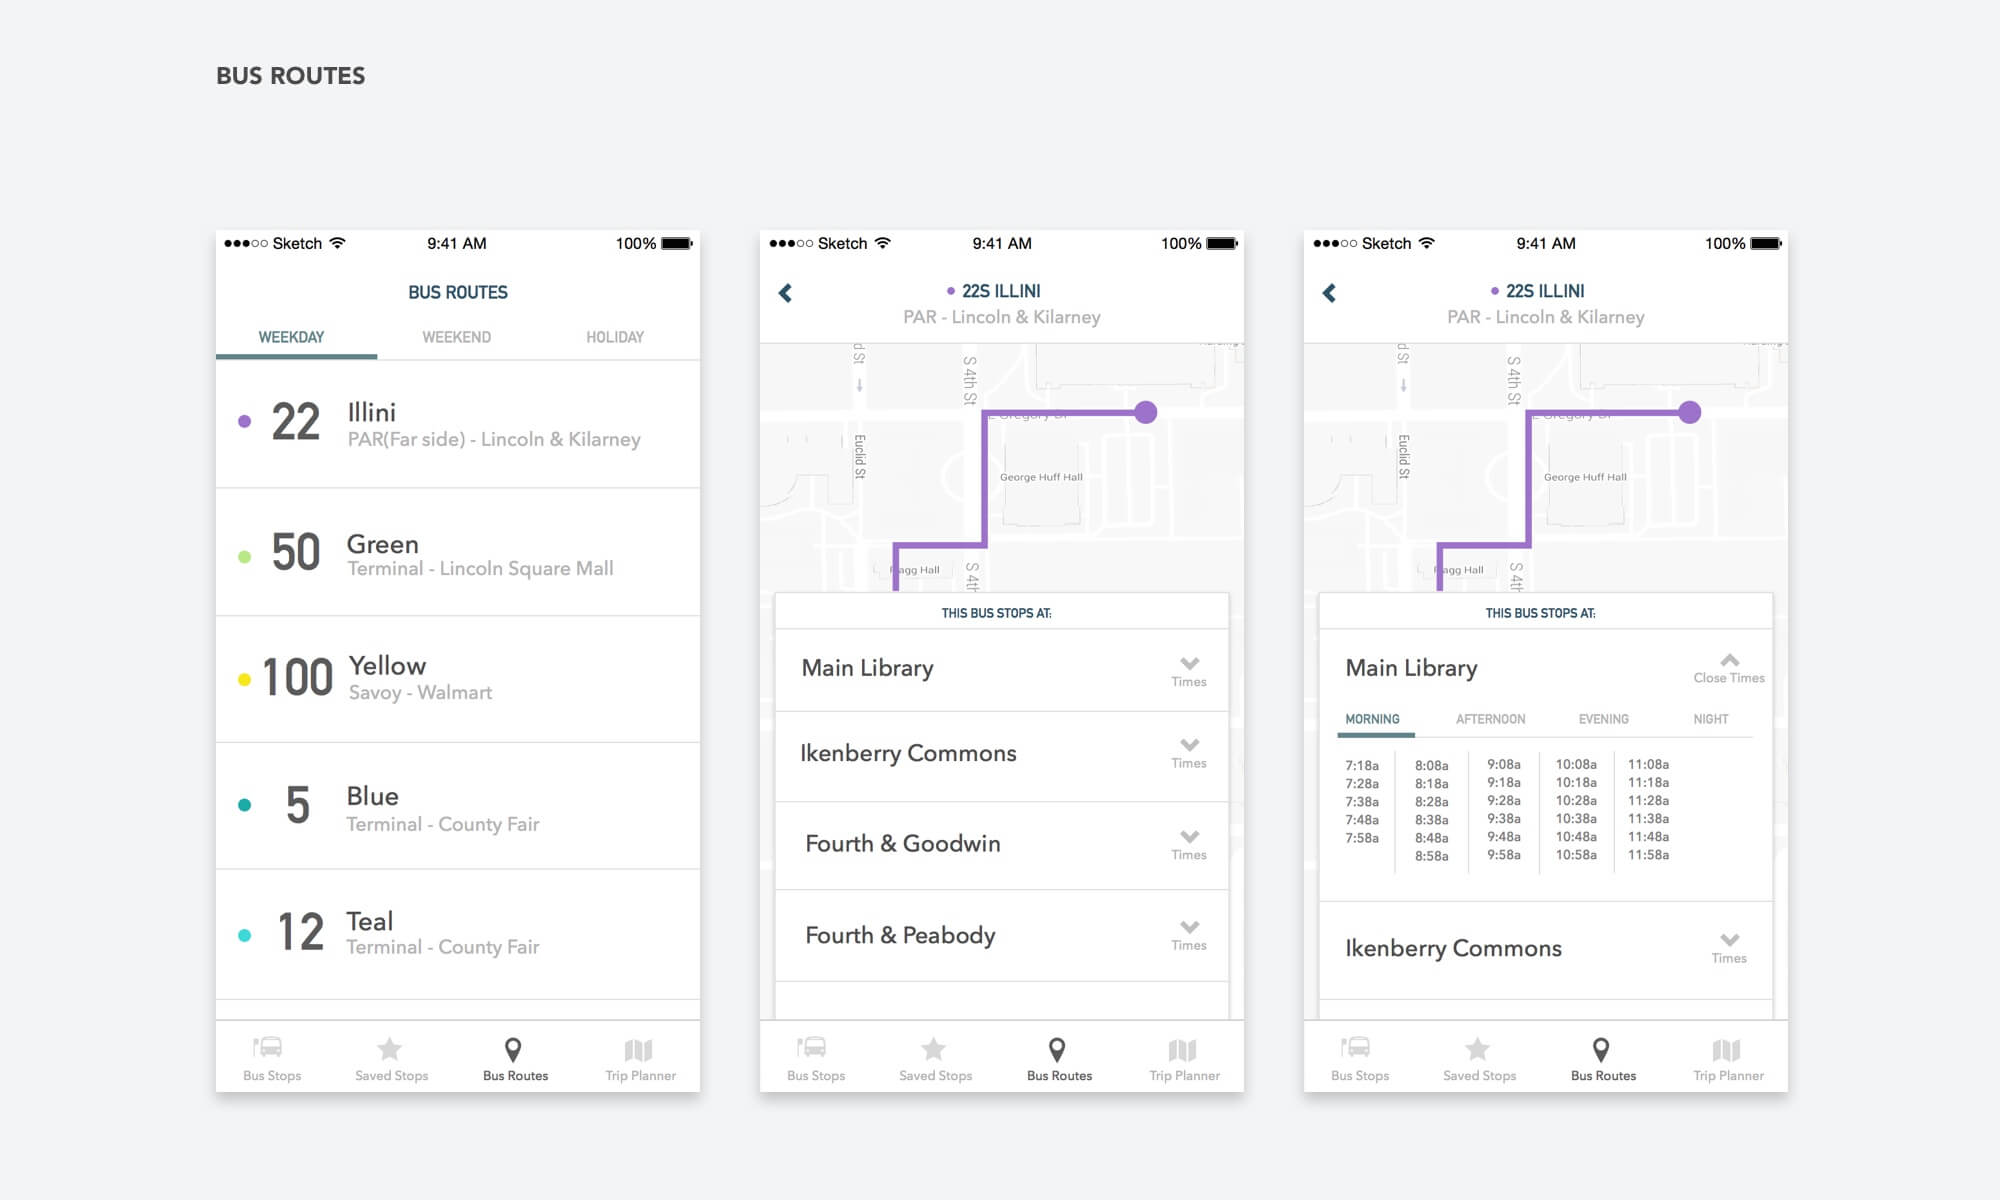 BUS ROUTES
Sketch 9:41 AM 100%
BUS ROUTES
WEEKDAY WEEKEND HOLIDAY
22 Illini
PAR(Far side) - Lincoln & Kilarney
50 Green
Terminal - Lincoln Square Mall
100 Yellow
Savoy - Walmart
5 Blue
Terminal - County Fair
12 Teal
Terminal - County Fair
Bus Stops Saved Stops Bus Routes Trip Planner
Sketch 9:41 AM 100%
22S ILLINI
PAR - Lincoln & Kilarney
d St
S 4th St
E Gregory Dr
Euclid St
George Huff Hall
agg Hall
S 4th
THIS BUS STOPS AT:
Main Library
Times
Ikenberry Commons
Times
Fourth & Goodwin
Times
Fourth & Peabody
Times
Bus Stops Saved Stops Bus Routes Trip Planner
Sketch 9:41 AM 100%
22S ILLINI
PAR - Lincoln & Kilarney
d St
S 4th St
E Gregory Dr
Euclid St
George Huff Hall
agg Hall
S 4th
THIS BUS STOPS AT:
Main Library
Close Times
MORNING AFTERNOON EVENING NIGHT
7:18a 8:08a 9:08a 10:08a 11:08a
7:28a 8:18a 9:18a 10:18a 11:18a
7:38a 8:28a 9:28a 10:28a 11:28a
7:48a 8:38a 9:38a 10:38a 11:38a
7:58a 8:48a 9:48a 10:48a 11:48a
8:58a 9:58a 10:58a 11:58a
Ikenberry Commons
Times
Bus Stops Saved Stops Bus Routes Trip Planner